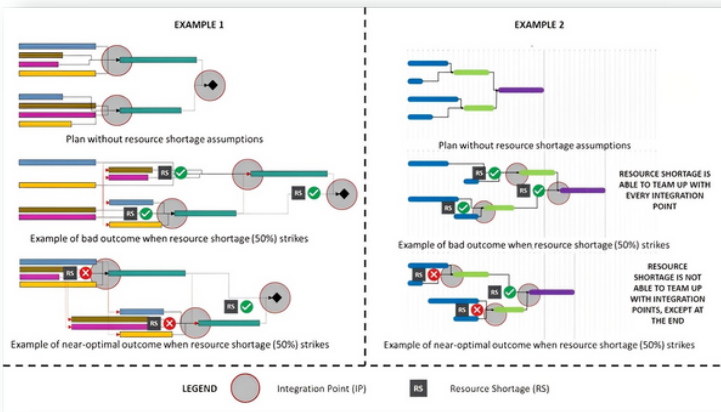 EXAMPLE 1
Plan without resource shortage assumptions
RS
RS
RS
Example of bad outcome when resource shortage (50%) strikes
RS
RS
RS
Example of near-optimal outcome when resource shortage (50%) strikes
EXAMPLE 2
Plan without resource shortage assumptions
RS
RS
RS
RESOURCE SHORTAGE IS
ABLE TO TEAM UP WITH
EVERY INTEGRATION
POINT
Example of bad outcome when resource shortage (50%) strikes
RS
RS
RS
RESOURCE
SHORTAGE IS NOT
ABLE TO TEAM UP
WITH INTEGRATION
POINTS, EXCEPT AT
THE END
Example of near-optimal outcome when resource shortage (50%) strikes
LEGEND
Integration Point (IP)
RS
Resource Shortage (RS)